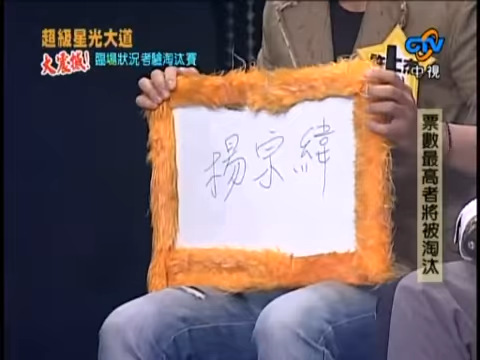 超級星光大道
大震撼!
臨場狀況考驗淘汰賽
CTV
中視
楊宗緯
票數最高者將被淘汰